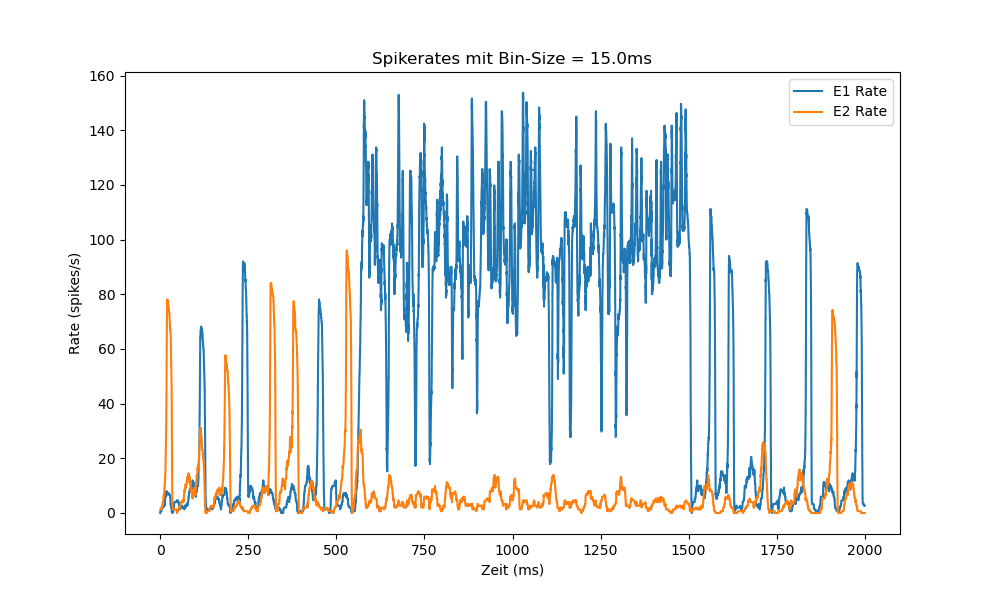 Spikerates mit Bin-Size = 15.0ms
E1 Rate
E2 Rate
160
140
120
100
80
60
40
20
0
Rate (spikes/s)
0 250 500 750 1000 1250 1500 1750 2000
Zeit (ms)